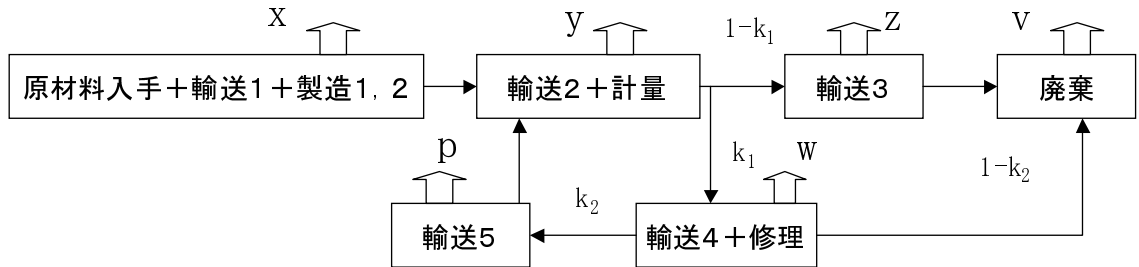 x
y
1-k₁
z
v
原材料入手＋輸送1＋製造1, 2
輸送2＋計量
輸送3
廃棄
p
k₂
k₁
w
1-k₂
輸送5
輸送4＋修理